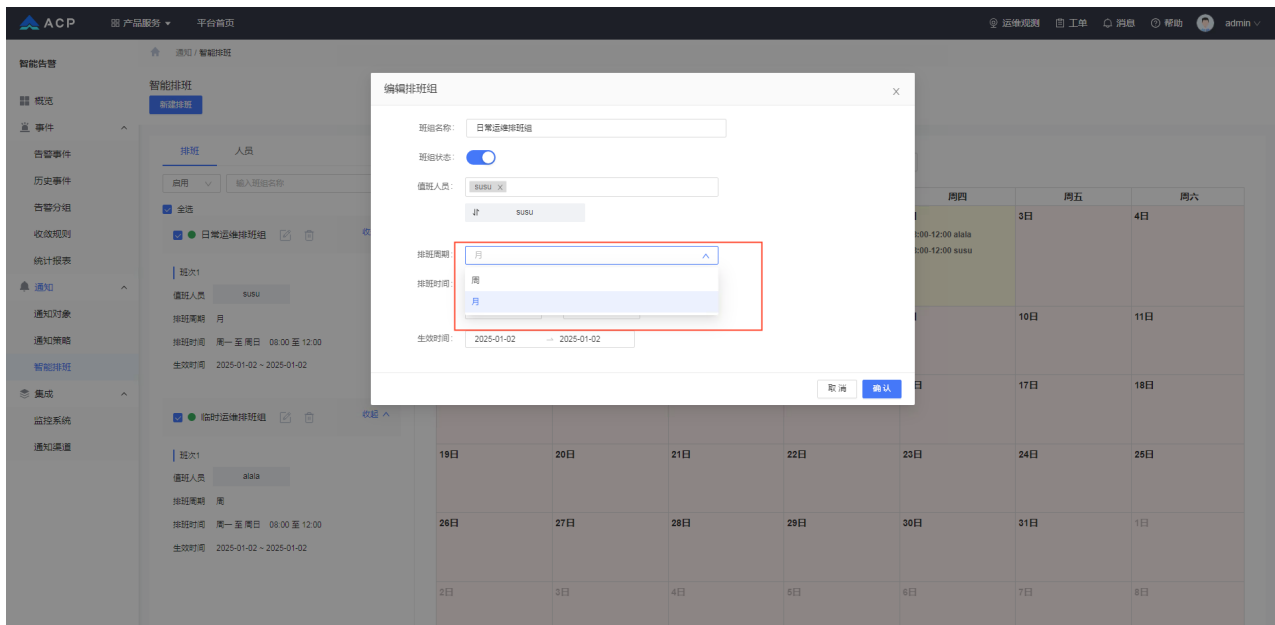 ACP 产品服务 平台首页 运维观测 工单 消息 帮助 admin
智能告警
概览
事件
告警事件
历史事件
告警分组
收敛规则
统计报表
通知
通知对象
通知策略
智能排班
集成
监控系统
通知渠道
通知 / 智能排班
智能排班
新建排班
排班 人员
启用 输入班组名称
全选
日常运维排班组 收
班次1
值班人员 susu
排班周期 月
排班时间 周一 至 周日 08:00 至 12:00
生效时间 2025-01-02 ~ 2025-01-02
临时运维排班组 收起
班次1
值班人员 alala
排班周期 周
排班时间 周一 至 周日 08:00 至 12:00
生效时间 2025-01-02 ~ 2025-01-02
编辑排班组
班组名称: 日常运维排班组
班组状态:
值班人员: susu
susu
排班周期: 月
周
月
排班时间:
生效时间: 2025-01-02 → 2025-01-02
取 消 确 认
周四 周五 周六
3日 4日
:00-12:00 alala
:00-12:00 susu
10日 11日
17日 18日
19日 20日 21日 22日 23日 24日 25日
26日 27日 28日 29日 30日 31日 1日
2日 3日 4日 5日 6日 7日 8日